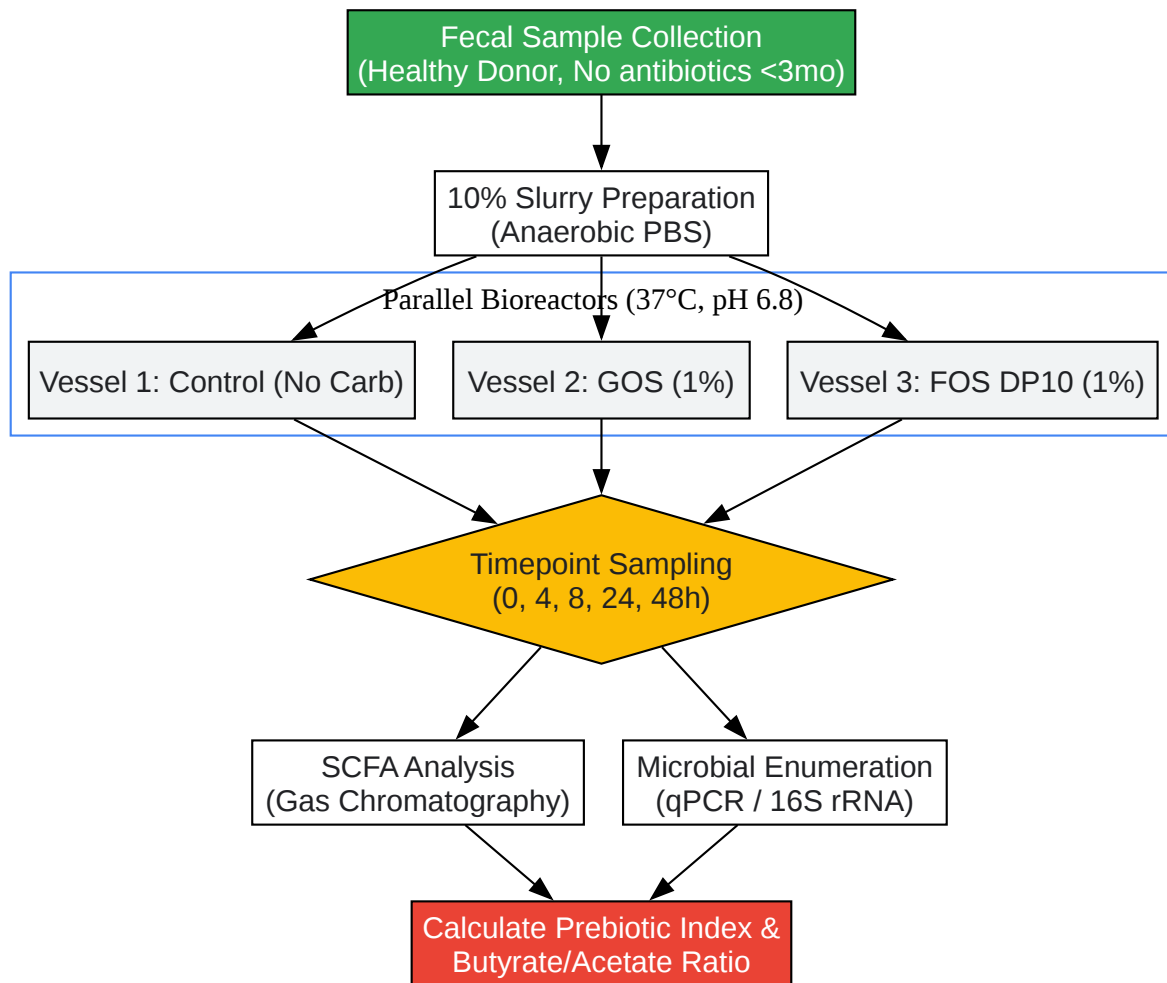 Fecal Sample Collection
(Healthy Donor, No antibiotics <3mo)
10% Slurry Preparation
(Anaerobic PBS)
Parallel Bioreactors (37°C, pH 6.8)
Vessel 1: Control (No Carb)
Vessel 2: GOS (1%)
Vessel 3: FOS DP10 (1%)
Timepoint Sampling
(0, 4, 8, 24, 48h)
SCFA Analysis
(Gas Chromatography)
Microbial Enumeration
(qPCR / 16S rRNA)
Calculate Prebiotic Index &
Butyrate/Acetate Ratio